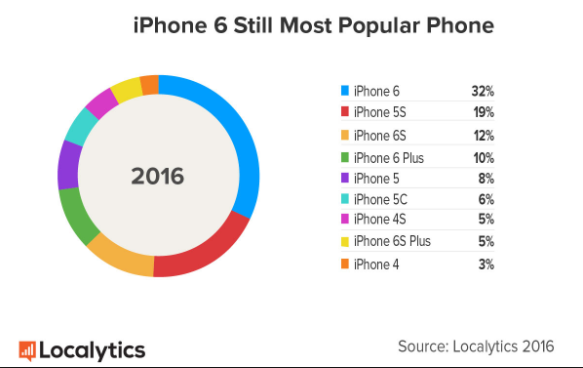 iPhone 6 Still Most Popular Phone
2016
iPhone 6 32%
iPhone 5S 19%
iPhone 6S 12%
iPhone 6 Plus 10%
iPhone 5 8%
iPhone 5C 6%
iPhone 4S 5%
iPhone 6S Plus 5%
iPhone 4 3%
Localytics
Source: Localytics 2016